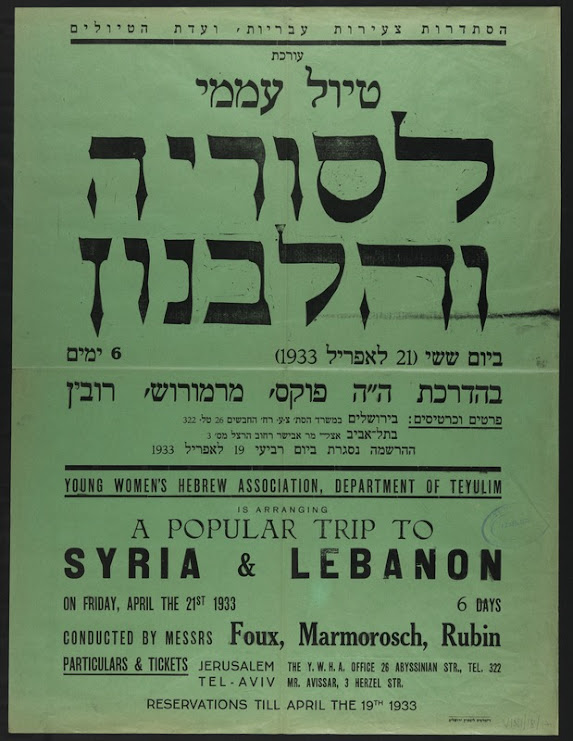 הסתדרות צעירות עבריות, ועדת הטיולים
עורכת
טיול עממי
לסוריה
והלבנון
ביום ששי (21 לאפריל 1933) 6 ימים
בהדרכת ה״ה פוקס, מרמורוש, רובין
פרטים וכרטיסים: בירושלים במשרד הסת׳ צ.ע. רח׳ החבשים 26 טל. 322
בתל-אביב אצל מר אבישר רחוב הרצל מס׳ 3
ההרשמה נסגרת ביום רביעי 19 לאפריל 1933
YOUNG WOMEN'S HEBREW ASSOCIATION, DEPARTMENT OF TEYULIM
IS ARRANGING
A POPULAR TRIP TO
SYRIA & LEBANON
ON FRIDAY, APRIL THE 21ST 1933 6 DAYS
CONDUCTED BY MESSRS Foux, Marmorosch, Rubin
PARTICULARS & TICKETS JERUSALEM THE Y. W. H. A. OFFICE 26 ABYSSINIAN STR., TEL. 322
TEL-AVIV MR. AVISSAR, 3 HERZEL STR.
RESERVATIONS TILL APRIL THE 19TH 1933